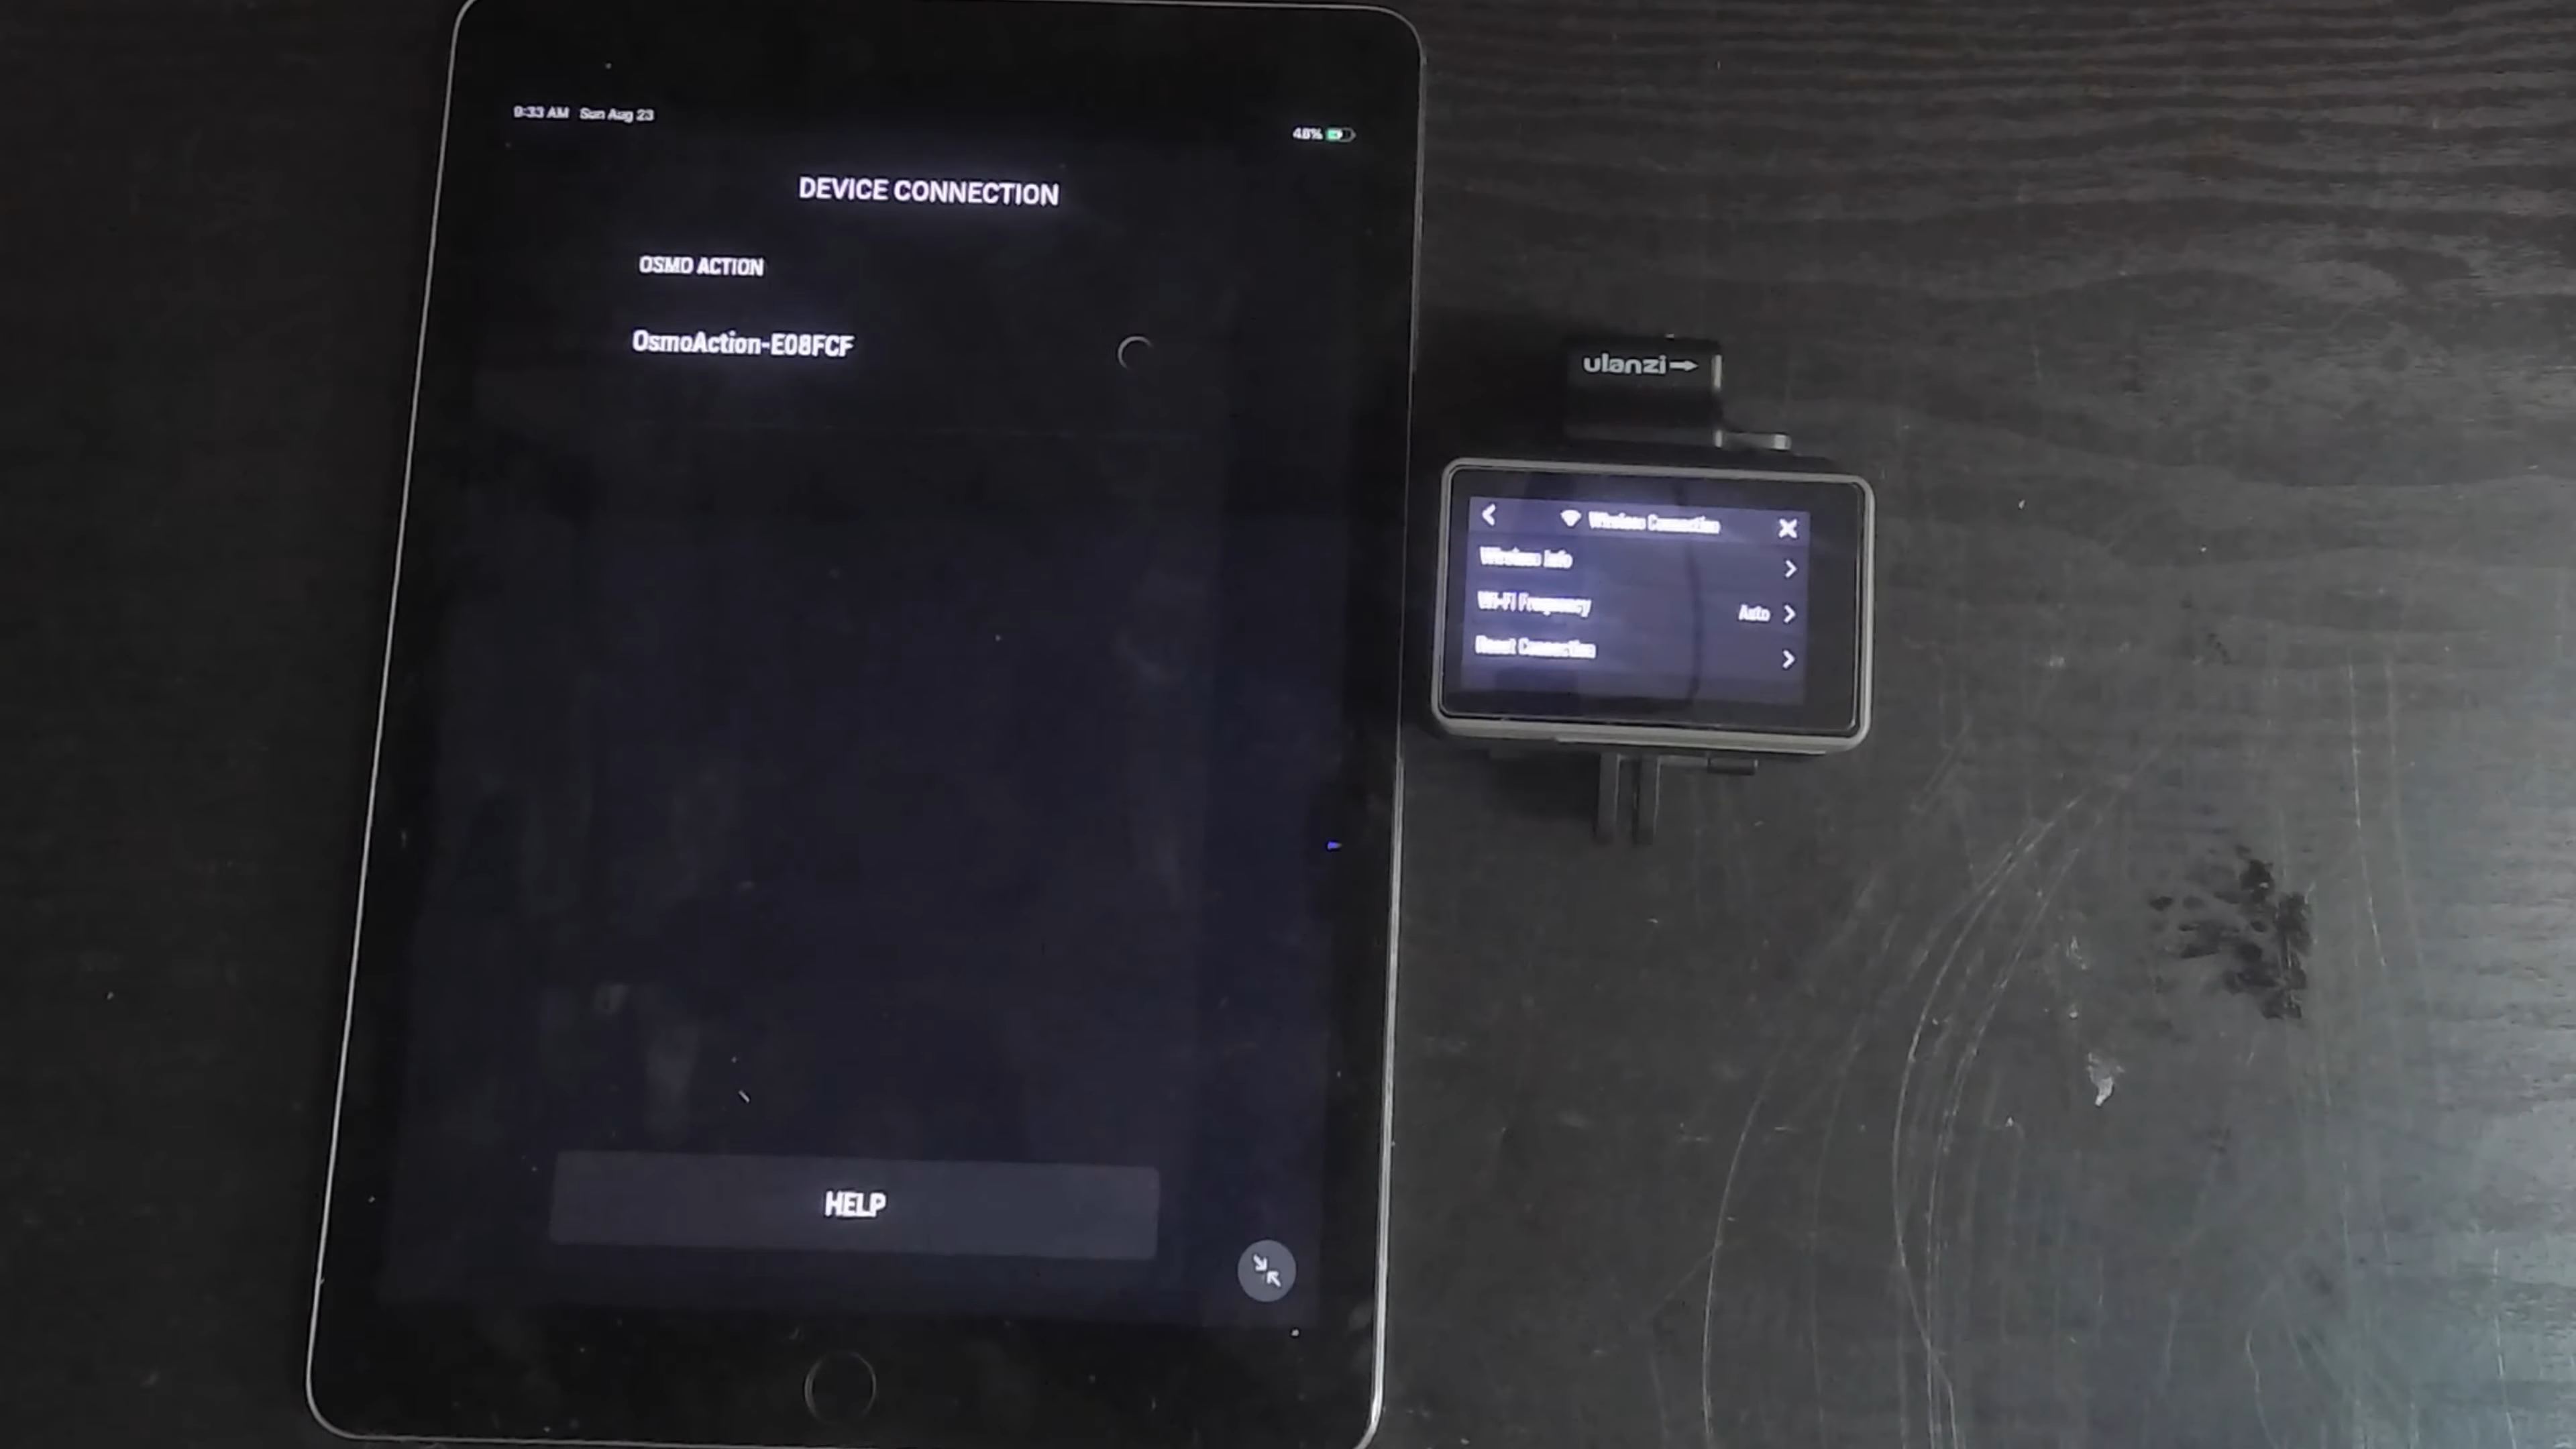 9:33 AM Sun Aug 23
48%
DEVICE CONNECTION
OSMO ACTION
OsmoAction-E08FCF
HELP
ulanzi
Wireless Connection
Wireless Info
Wi-Fi Frequency
Auto
Reset Connection